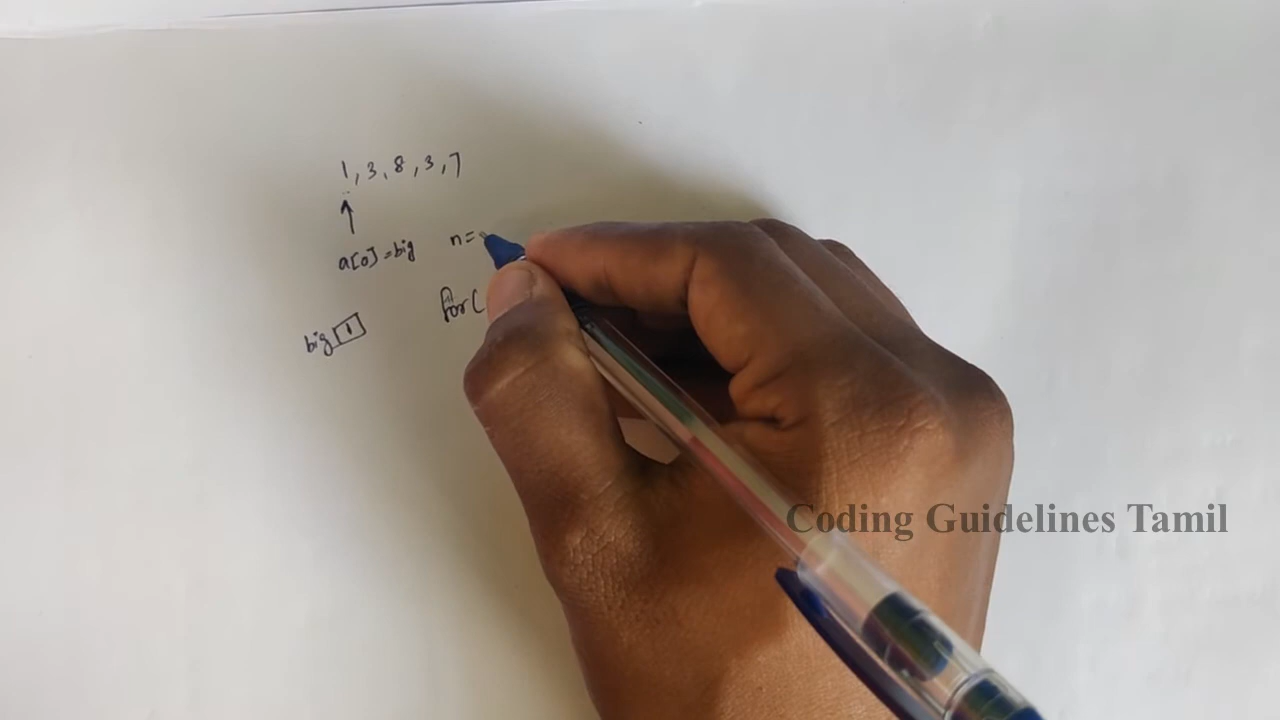 1, 3, 8, 3, 7
a[0] = big
n=
for(
big 1
Coding Guidelines Tamil